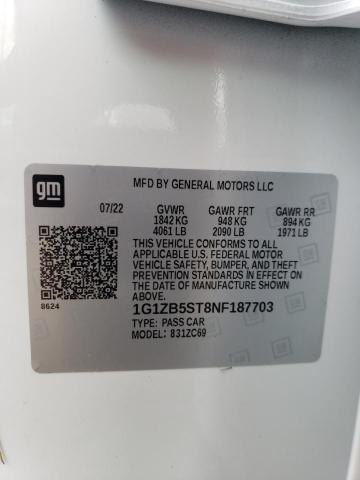 gm
MFD BY GENERAL MOTORS LLC
07/22 GVWR GAWR FRT GAWR RR
1842 KG 948 KG 894 KG
4061 LB 2090 LB 1971 LB
THIS VEHICLE CONFORMS TO ALL
APPLICABLE U.S. FEDERAL MOTOR
VEHICLE SAFETY, BUMPER, AND THEFT
PREVENTION STANDARDS IN EFFECT ON
THE DATE OF MANUFACTURE SHOWN
ABOVE.
8624
1G1ZB5ST8NF187703
TYPE: PASS CAR
MODEL: 831ZC69